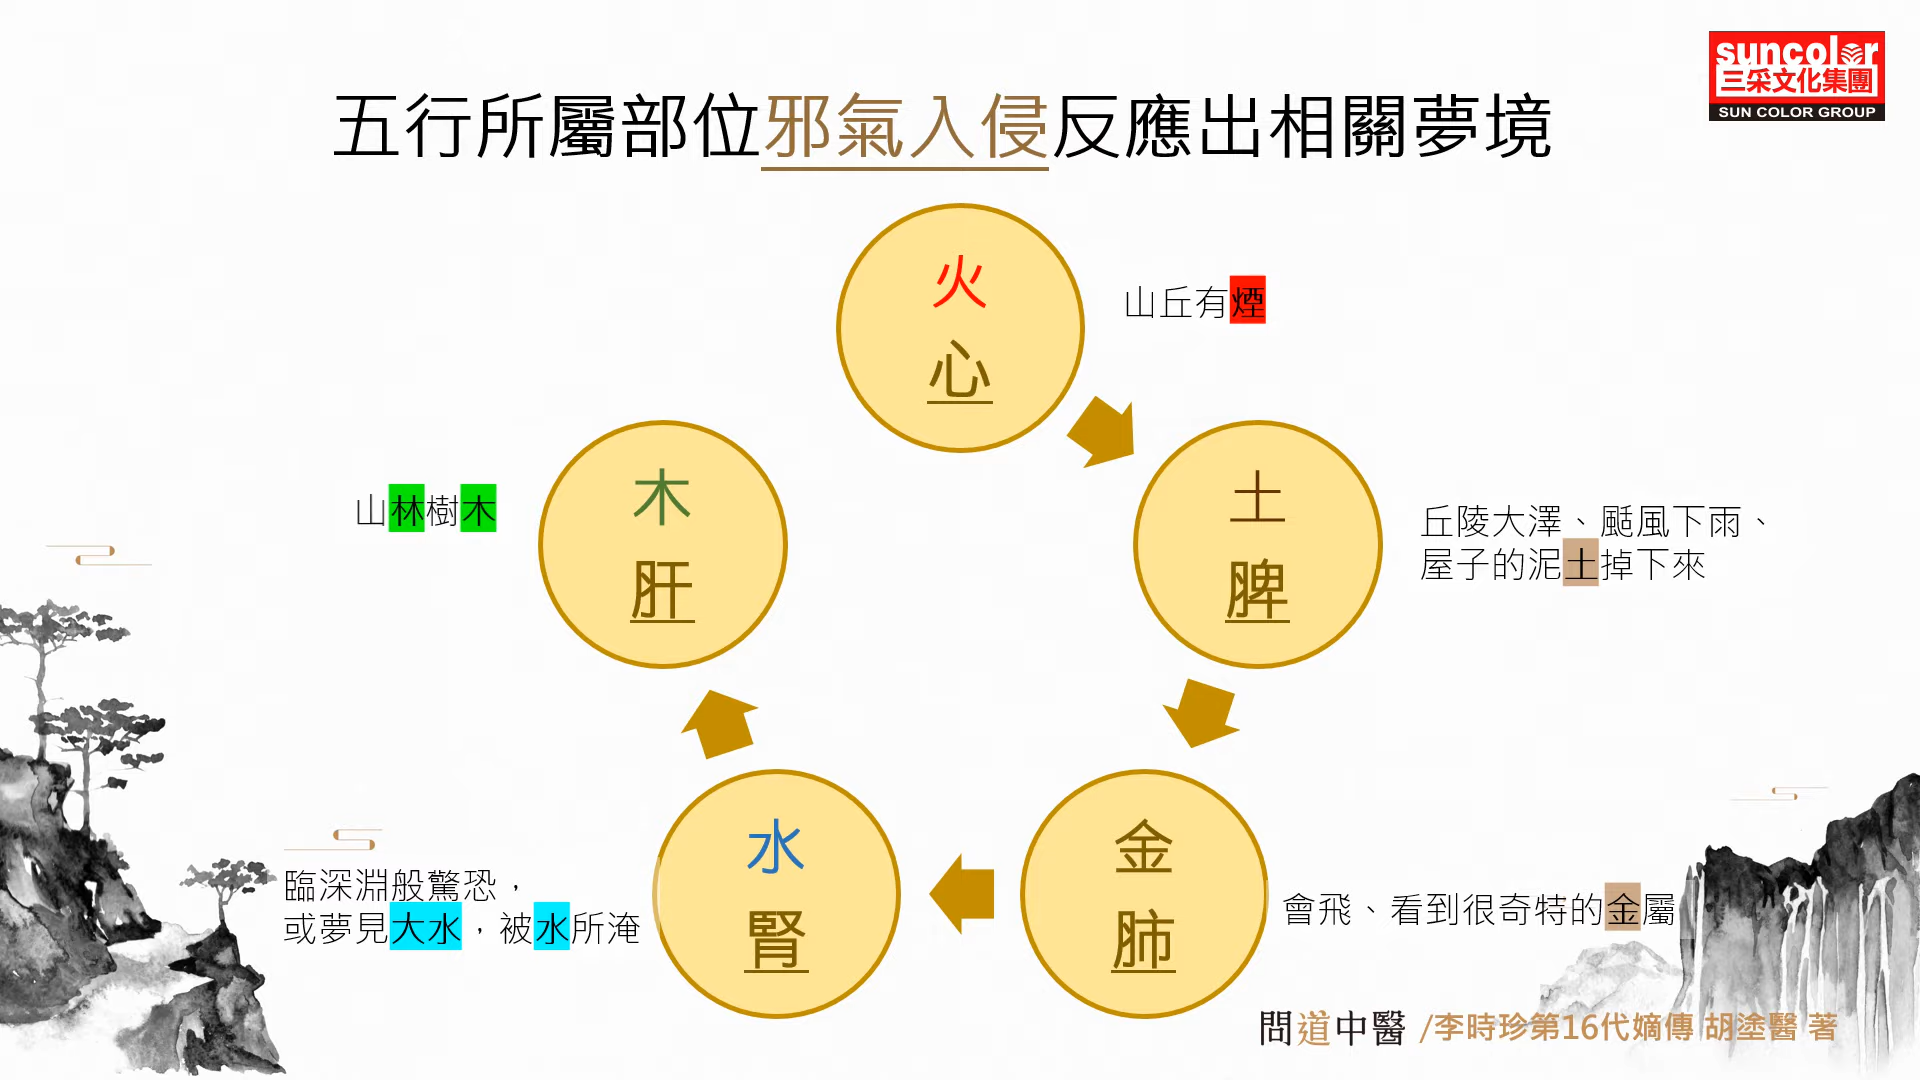 suncolor
三采文化集團
SUN COLOR GROUP
五行所屬部位邪氣入侵反應出相關夢境
火
心
山丘有煙
木
肝
山林樹木
土
脾
丘陵大澤、颳風下雨、
屋子的泥土掉下來
水
腎
臨深淵般驚恐，
或夢見大水，被水所淹
金
肺
會飛、看到很奇特的金屬
問道中醫 /李時珍第16代嫡傳 胡塗醫 著